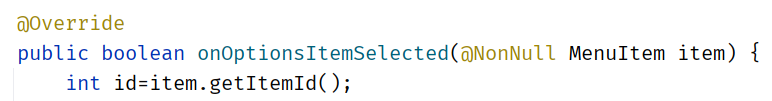 @Override
public boolean onOptionsItemSelected(@NonNull MenuItem item) {
int id=item.getItemId();